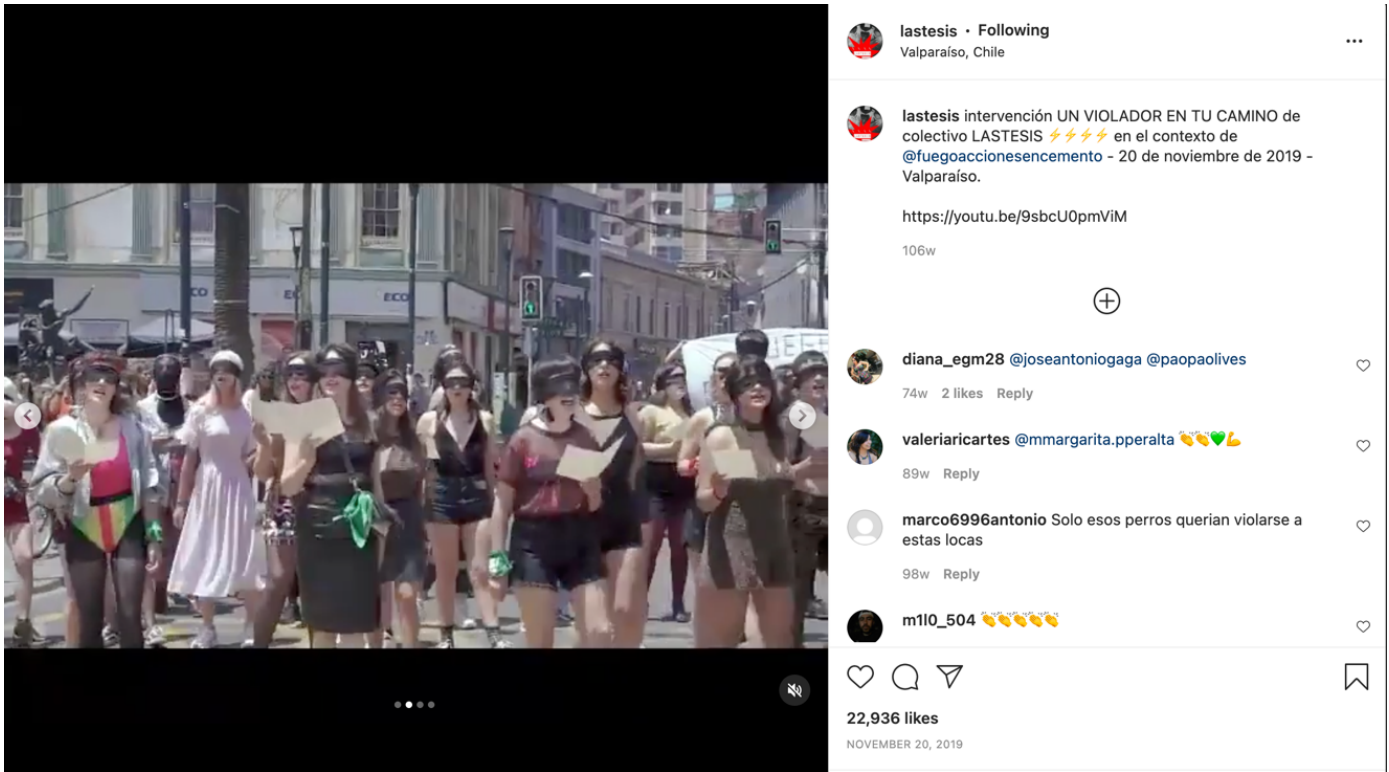 ECO
EC
ECO
lastesis • Following
Valparaíso, Chile
lastesis intervención UN VIOLADOR EN TU CAMINO de
colectivo LASTESIS ⚡⚡⚡⚡ en el contexto de
@fuegoaccionesencemento - 20 de noviembre de 2019 -
Valparaíso.
https://youtu.be/9sbcU0pmViM
106w
diana_egm28 @joseantoniogaga @paopaolives
74w 2 likes Reply
valeriaricartes @mmargarita.pperalta 👏👏💚💪
89w Reply
marco6996antonio Solo esos perros querian violarse a
estas locas
98w Reply
m1l0_504 👏👏👏👏👏
22,936 likes
NOVEMBER 20, 2019